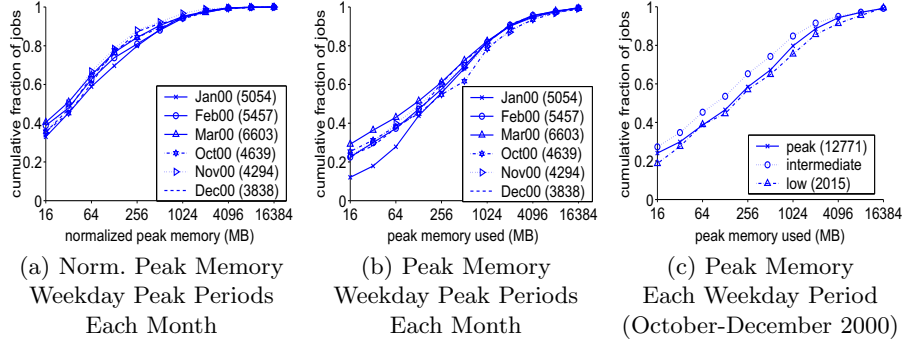 cumulative fraction of jobs
1
0.8
0.6
0.4
0.2
0
Jan00 (5054)
Feb00 (5457)
Mar00 (6603)
Oct00 (4639)
Nov00 (4294)
Dec00 (3838)
16 64 256 1024 4096 16384
normalized peak memory (MB)
(a) Norm. Peak Memory
Weekday Peak Periods
Each Month
cumulative fraction of jobs
1
0.8
0.6
0.4
0.2
0
Jan00 (5054)
Feb00 (5457)
Mar00 (6603)
Oct00 (4639)
Nov00 (4294)
Dec00 (3838)
16 64 256 1024 4096 16384
peak memory used (MB)
(b) Peak Memory
Weekday Peak Periods
Each Month
cumulative fraction of jobs
1
0.8
0.6
0.4
0.2
0
peak (12771)
intermediate
low (2015)
16 64 256 1024 4096 16384
peak memory used (MB)
(c) Peak Memory
Each Weekday Period
(October-December 2000)